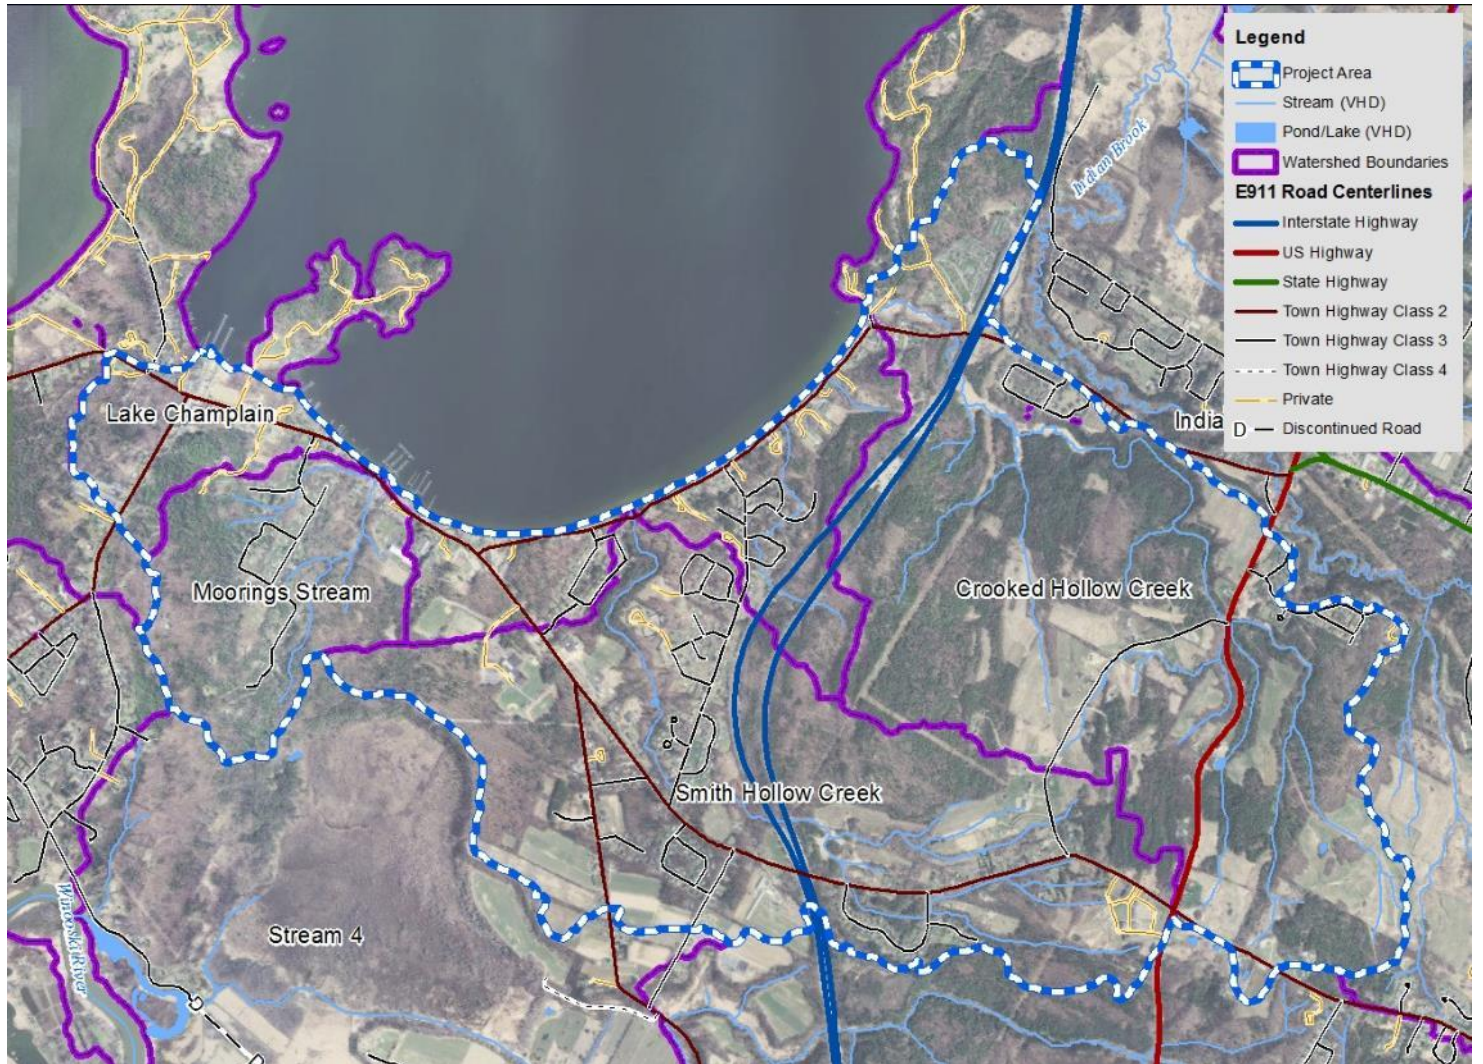 Legend
Project Area
Stream (VHD)
Pond/Lake (VHD)
Watershed Boundaries
E911 Road Centerlines
Interstate Highway
US Highway
State Highway
Town Highway Class 2
Town Highway Class 3
Town Highway Class 4
Private
D Discontinued Road
Indian Brook
Lake Champlain
India
Moorings Stream
Crooked Hollow Creek
Smith Hollow Creek
Stream 4
Winooski River
D
D